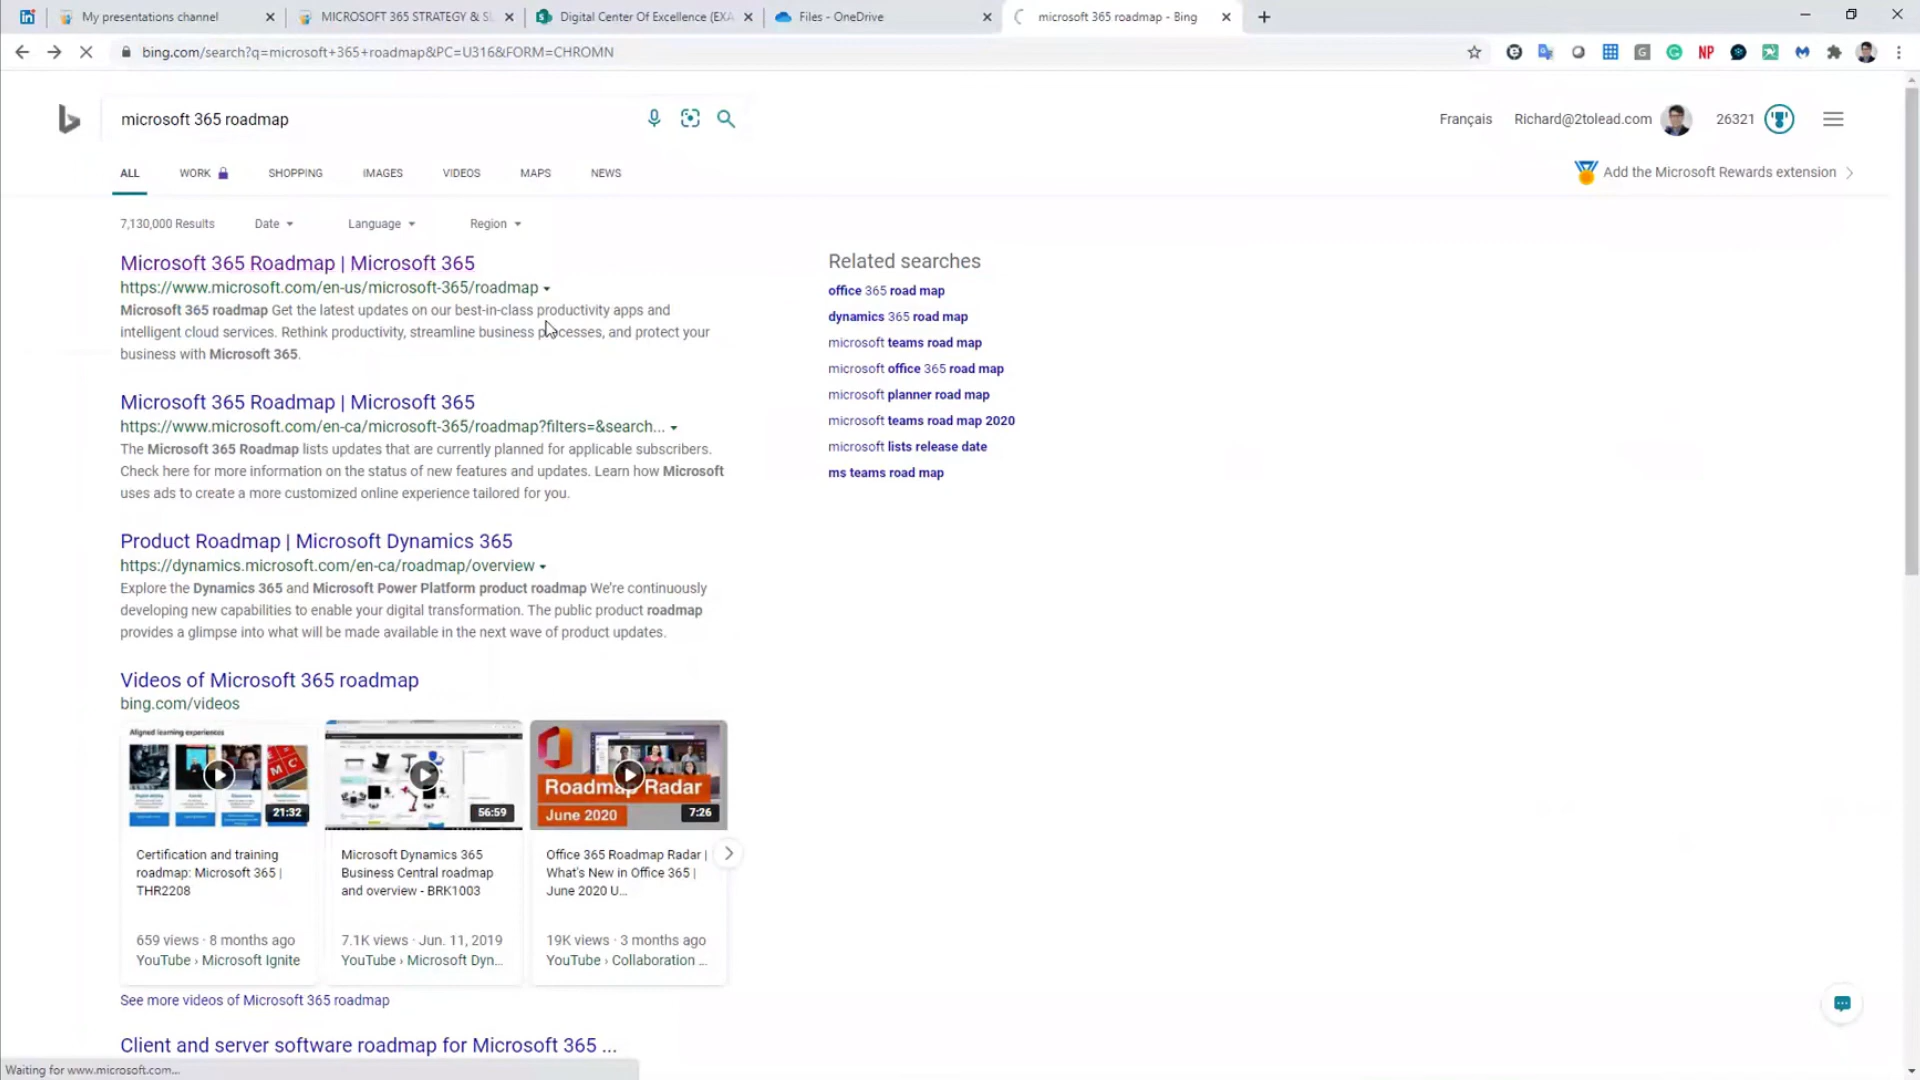 My presentations channel
MICROSOFT 365 STRATEGY & SL
Digital Center Of Excellence (EXA
Files - OneDrive
microsoft 365 roadmap - Bing
bing.com/search?q=microsoft+365+roadmap&PC=U316&FORM=CHROMN
microsoft 365 roadmap
Français
Richard@2tolead.com
26321
ALL
WORK
SHOPPING
IMAGES
VIDEOS
MAPS
NEWS
Add the Microsoft Rewards extension
7,130,000 Results
Date
Language
Region
Microsoft 365 Roadmap | Microsoft 365
https://www.microsoft.com/en-us/microsoft-365/roadmap
Microsoft 365 roadmap Get the latest updates on our best-in-class productivity apps and
intelligent cloud services. Rethink productivity, streamline business processes, and protect your
business with Microsoft 365.
Microsoft 365 Roadmap | Microsoft 365
https://www.microsoft.com/en-ca/microsoft-365/roadmap?filters=&search...
The Microsoft 365 Roadmap lists updates that are currently planned for applicable subscribers.
Check here for more information on the status of new features and updates. Learn how Microsoft
uses ads to create a more customized online experience tailored for you.
Product Roadmap | Microsoft Dynamics 365
https://dynamics.microsoft.com/en-ca/roadmap/overview
Explore the Dynamics 365 and Microsoft Power Platform product roadmap We're continuously
developing new capabilities to enable your digital transformation. The public product roadmap
provides a glimpse into what will be made available in the next wave of product updates.
Videos of Microsoft 365 roadmap
bing.com/videos
Aligned learning experiences
21:32
56:59
Roadmap Radar
June 2020
7:26
Certification and training
roadmap: Microsoft 365 |
THR2208
659 views · 8 months ago
YouTube › Microsoft Ignite
Microsoft Dynamics 365
Business Central roadmap
and overview - BRK1003
7.1K views · Jun. 11, 2019
YouTube › Microsoft Dyn...
Office 365 Roadmap Radar |
What's New in Office 365 |
June 2020 U...
19K views · 3 months ago
YouTube › Collaboration ...
See more videos of Microsoft 365 roadmap
Client and server software roadmap for Microsoft 365 ...
Related searches
office 365 road map
dynamics 365 road map
microsoft teams road map
microsoft office 365 road map
microsoft planner road map
microsoft teams road map 2020
microsoft lists release date
ms teams road map
Waiting for www.microsoft.com...